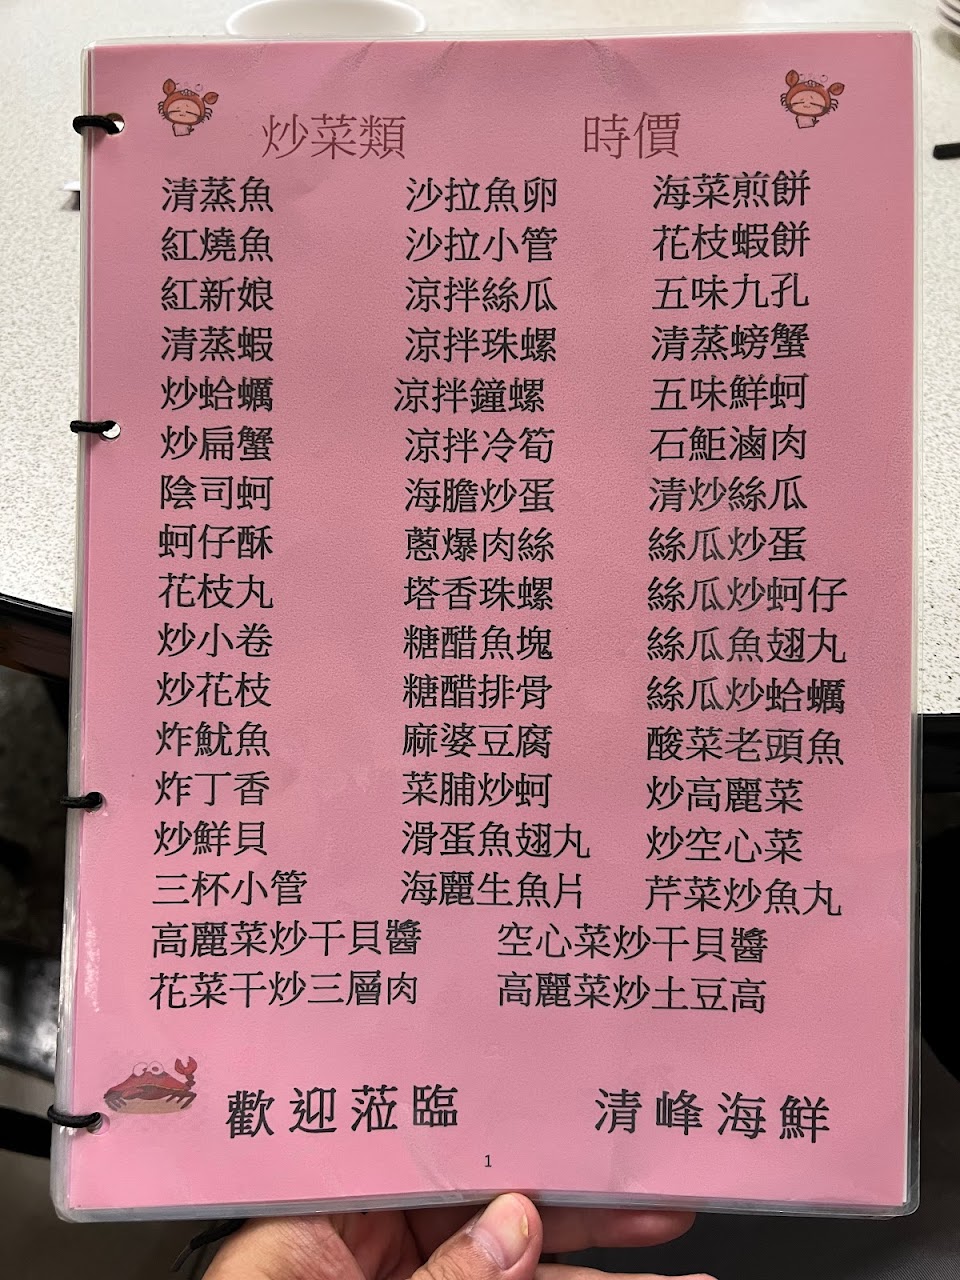 炒菜類 時價
清蒸魚 沙拉魚卵 海菜煎餅
紅燒魚 沙拉小管 花枝蝦餅
紅新娘 涼拌絲瓜 五味九孔
清蒸蝦 涼拌珠螺 清蒸螃蟹
炒蛤蠣 涼拌鐘螺 五味鮮蚵
炒扁蟹 涼拌冷筍 石鮔滷肉
陰司蚵 海膽炒蛋 清炒絲瓜
蚵仔酥 蔥爆肉絲 絲瓜炒蛋
花枝丸 塔香珠螺 絲瓜炒蚵仔
炒小卷 糖醋魚塊 絲瓜魚翅丸
炒花枝 糖醋排骨 絲瓜炒蛤蠣
炸魷魚 麻婆豆腐 酸菜老頭魚
炸丁香 菜脯炒蚵 炒高麗菜
炒鮮貝 滑蛋魚翅丸 炒空心菜
三杯小管 海麗生魚片 芹菜炒魚丸
高麗菜炒干貝醬 空心菜炒干貝醬
花菜干炒三層肉 高麗菜炒土豆高
歡迎蒞臨 清峰海鮮
1